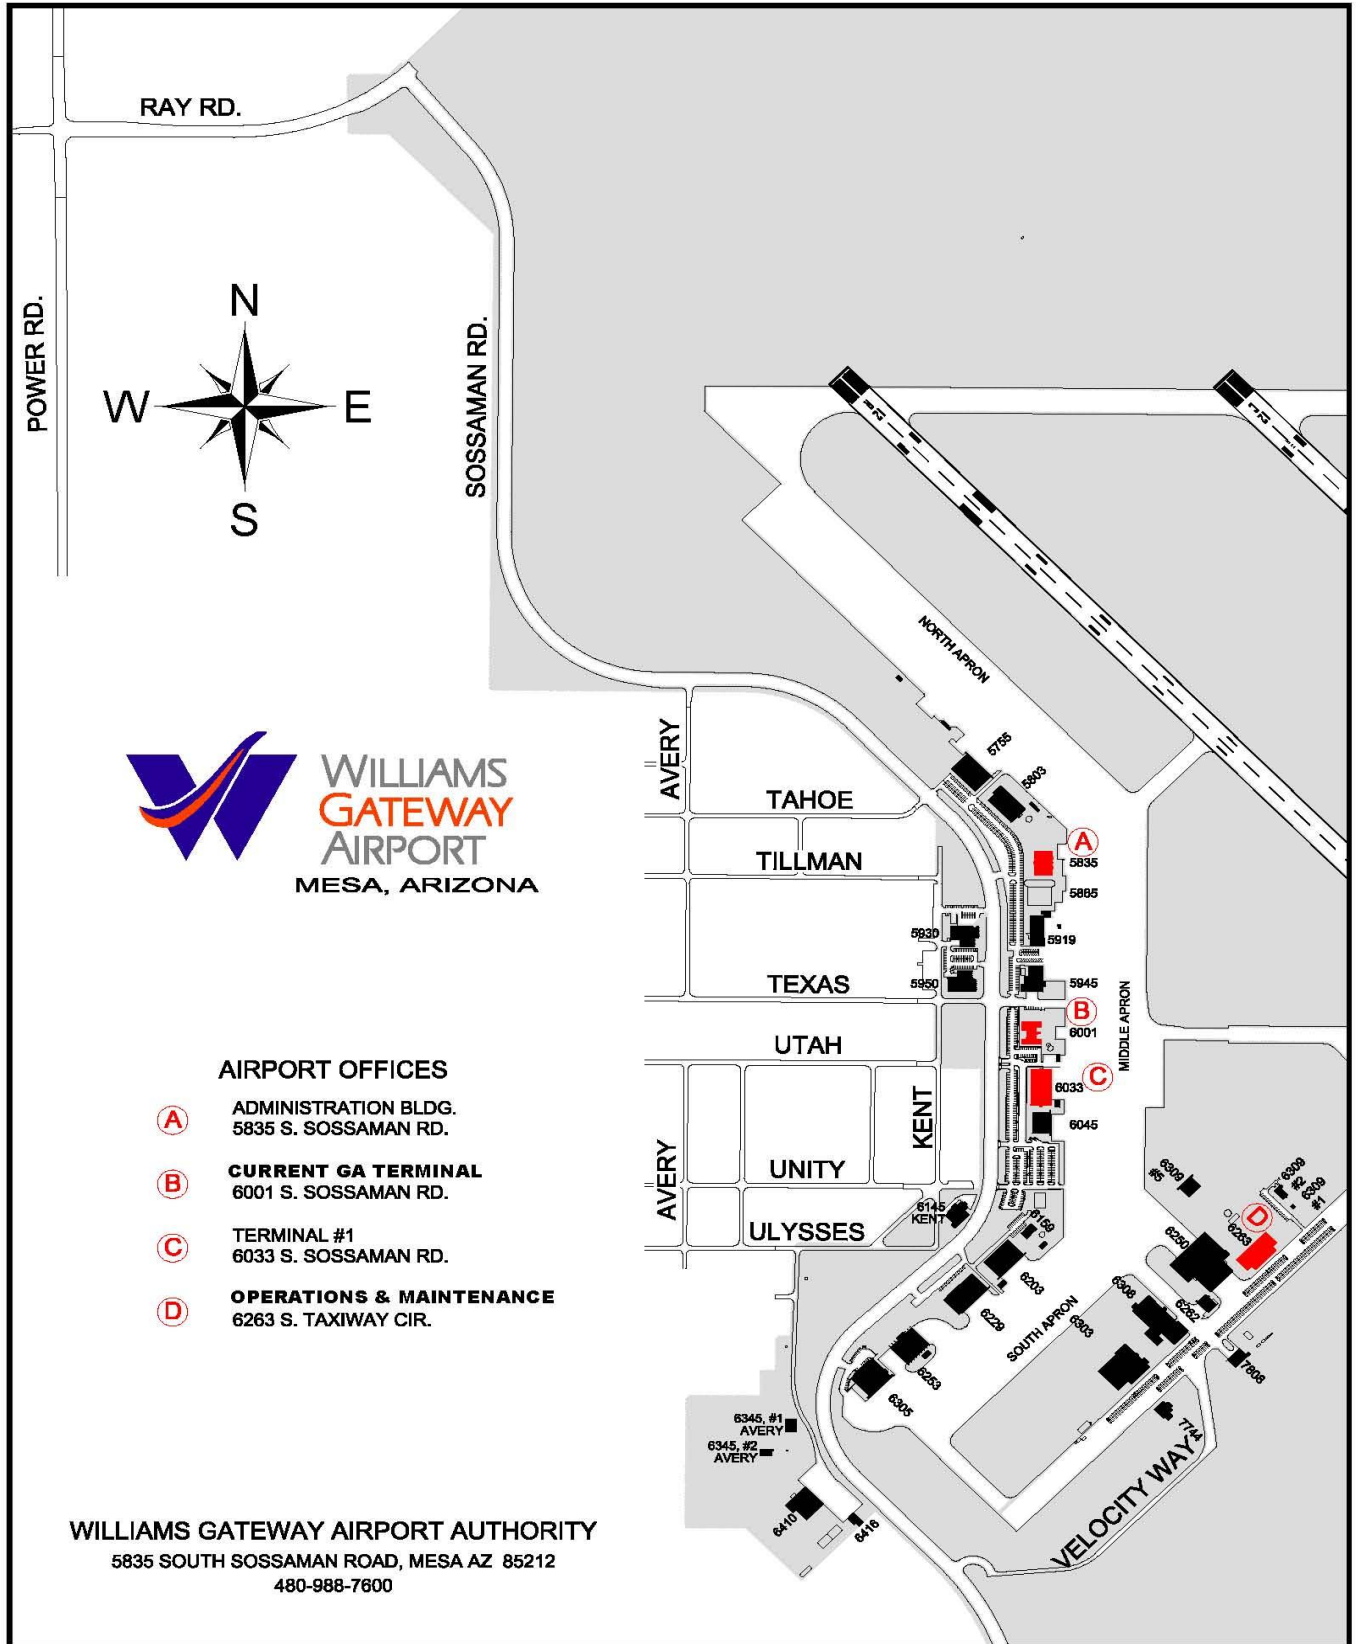 RAY RD.
POWER RD.
N
W
E
S
SOSSAMAN RD.
NORTH APRON
WILLIAMS
GATEWAY
AIRPORT
MESA, ARIZONA
AVERY
TAHOE
TILLMAN
TEXAS
UTAH
KENT
AVERY
UNITY
ULYSSES
5755
5803
A
5835
5885
5919
5930
5950
5945
B
6001
MIDDLE APRON
C
6033
6045
6145
KENT
6159
6203
6229
6253
6305
SOUTH APRON
6303
6308
6309
#5
6309
#2
6309
#1
D
6263
6250
6262
7808
7744
VELOCITY WAY
6345, #1
AVERY
6345, #2
AVERY
6410
6416
AIRPORT OFFICES
A
ADMINISTRATION BLDG.
5835 S. SOSSAMAN RD.
B
CURRENT GA TERMINAL
6001 S. SOSSAMAN RD.
C
TERMINAL #1
6033 S. SOSSAMAN RD.
D
OPERATIONS & MAINTENANCE
6263 S. TAXIWAY CIR.
WILLIAMS GATEWAY AIRPORT AUTHORITY
5835 SOUTH SOSSAMAN ROAD, MESA AZ 85212
480-988-7600